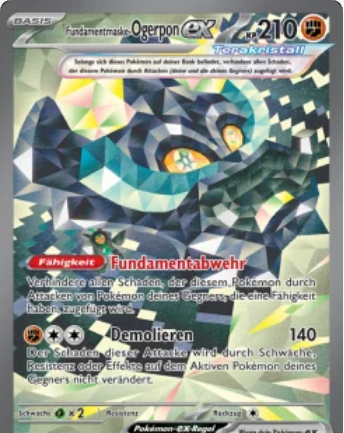 BASIS
Fundamentmaske-Ogerpon ex KP 210
Terakristall
Solange sich dieses Pokémon auf deiner Bank befindet, verhindere allen Schaden,
der diesem Pokémon durch Attacken (deine und die deines Gegners) zugefügt wird.
Fähigkeit Fundamentabwehr
Verhindere allen Schaden, der diesem Pokémon durch
Attacken von Pokémon deines Gegners, die eine Fähigkeit
haben, zugefügt wird.
Demolieren 140
Der Schaden dieser Attacke wird durch Schwäche,
Resistenz oder Effekte auf dem Aktiven Pokémon deines
Gegners nicht verändert.
Schwäche ×2 Resistenz Rückzug
Pokémon-ex-Regel